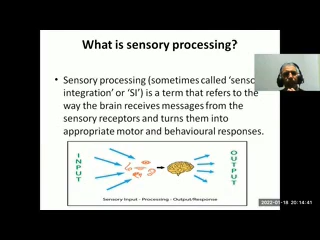 What is sensory processing?
• Sensory processing (sometimes called 'senso
integration' or 'SI') is a term that refers to the
way the brain receives messages from the
sensory receptors and turns them into
appropriate motor and behavioural responses.
INPUT
OUTPUT
Sensory Input - Processing - Output/Response
2022-01-18 20:14:41